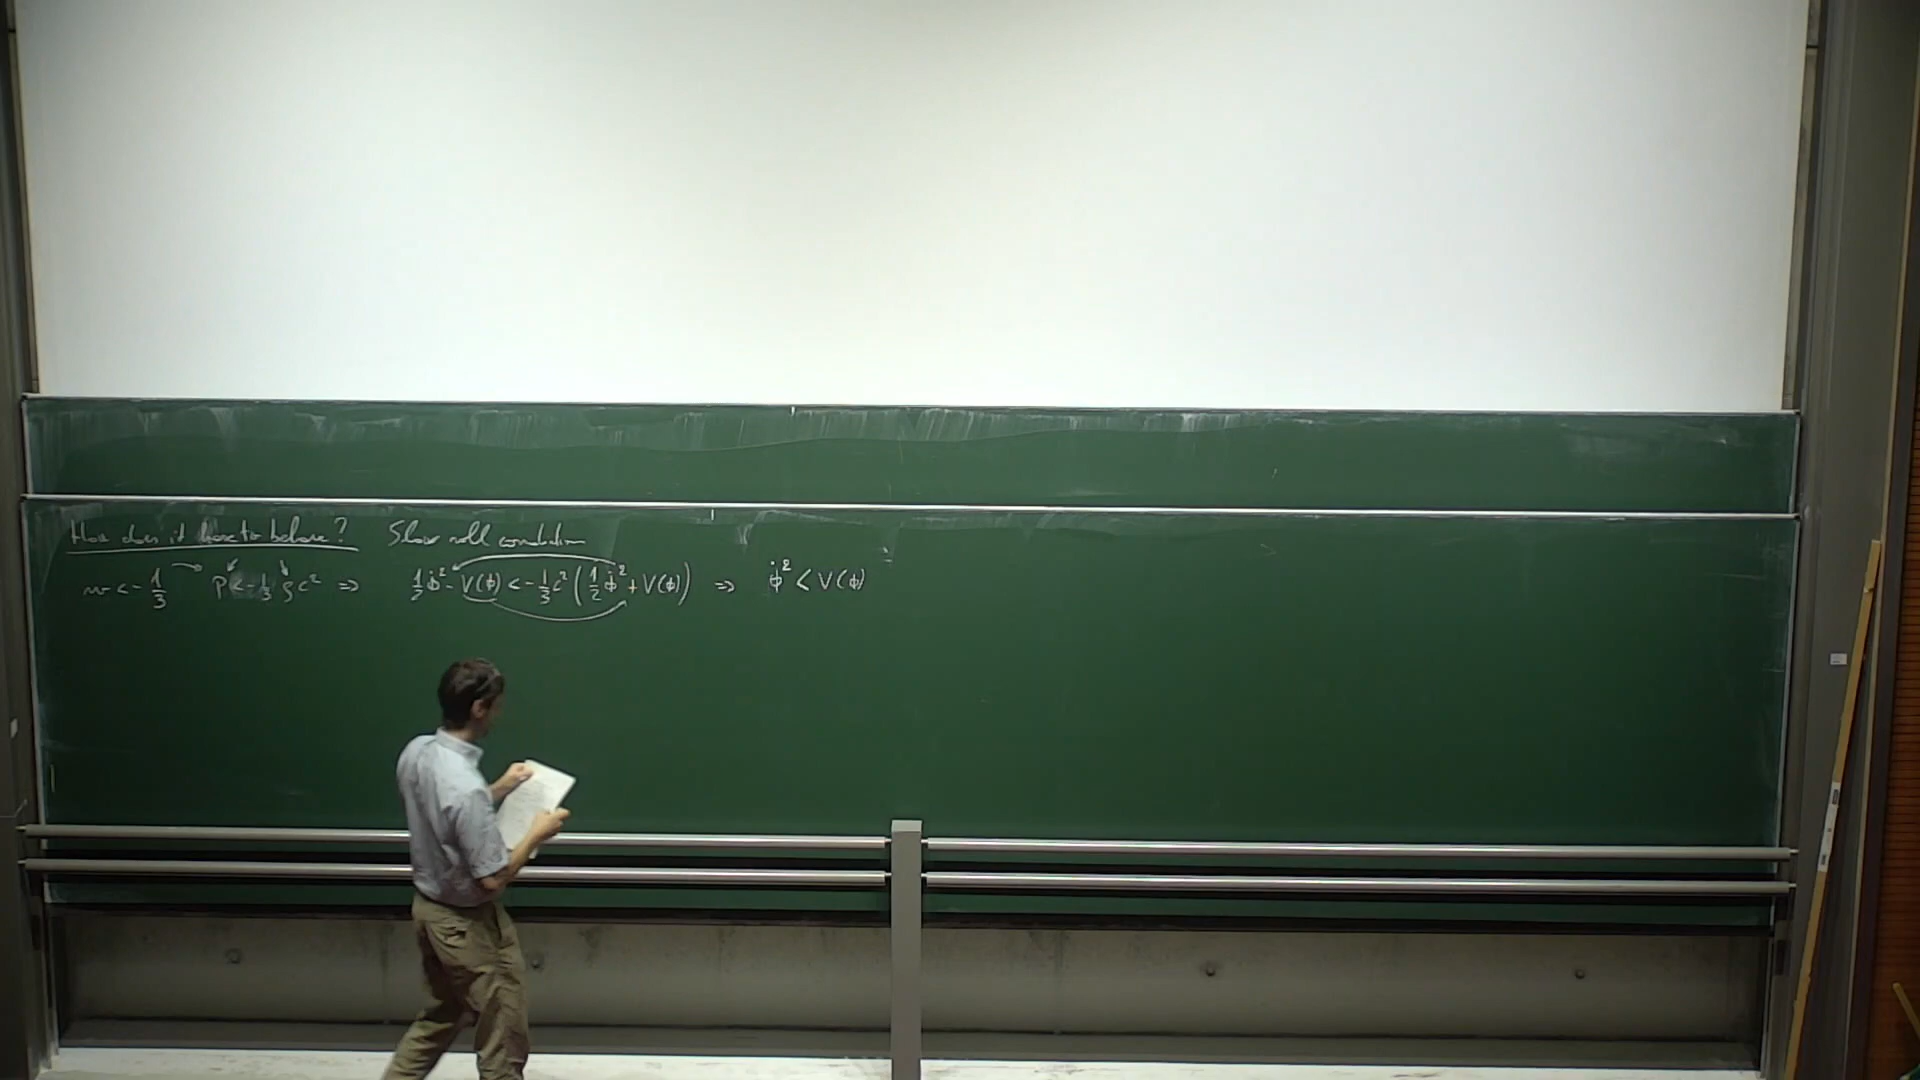 How does it have to behave? Slow roll condition
w < -1/3 → P < -1/3 ρc² ⇒ 1/2 φ̇² - V(φ) < -1/3 c² (1/2 φ̇² + V(φ)) ⇒ φ̇² < V(φ)